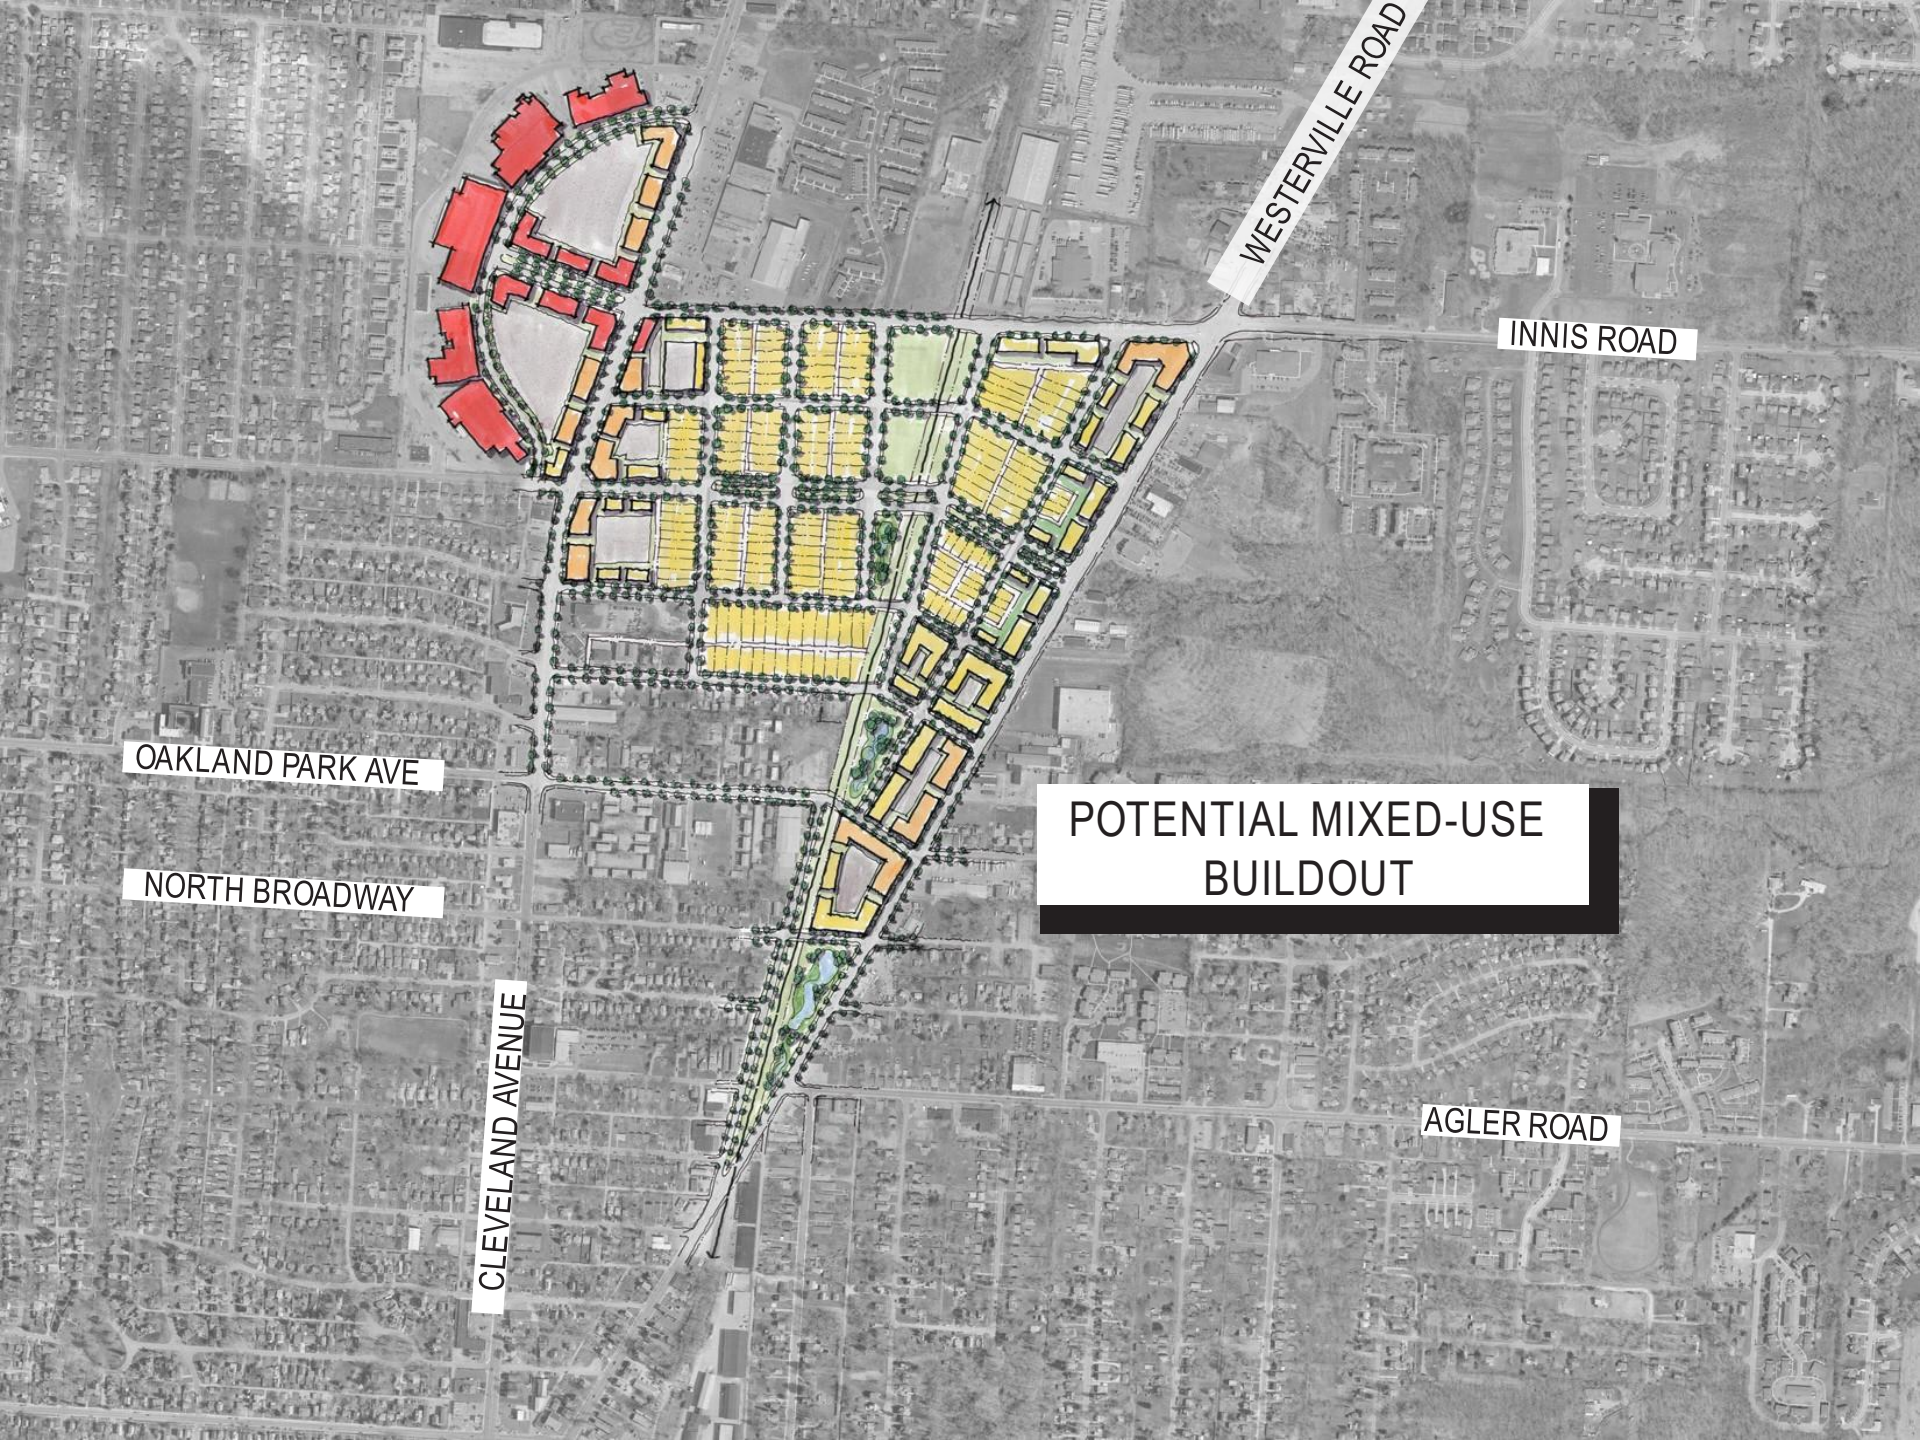 WESTERVILLE ROAD
INNIS ROAD
OAKLAND PARK AVE
POTENTIAL MIXED-USE
BUILDOUT
NORTH BROADWAY
CLEVELAND AVENUE
AGLER ROAD